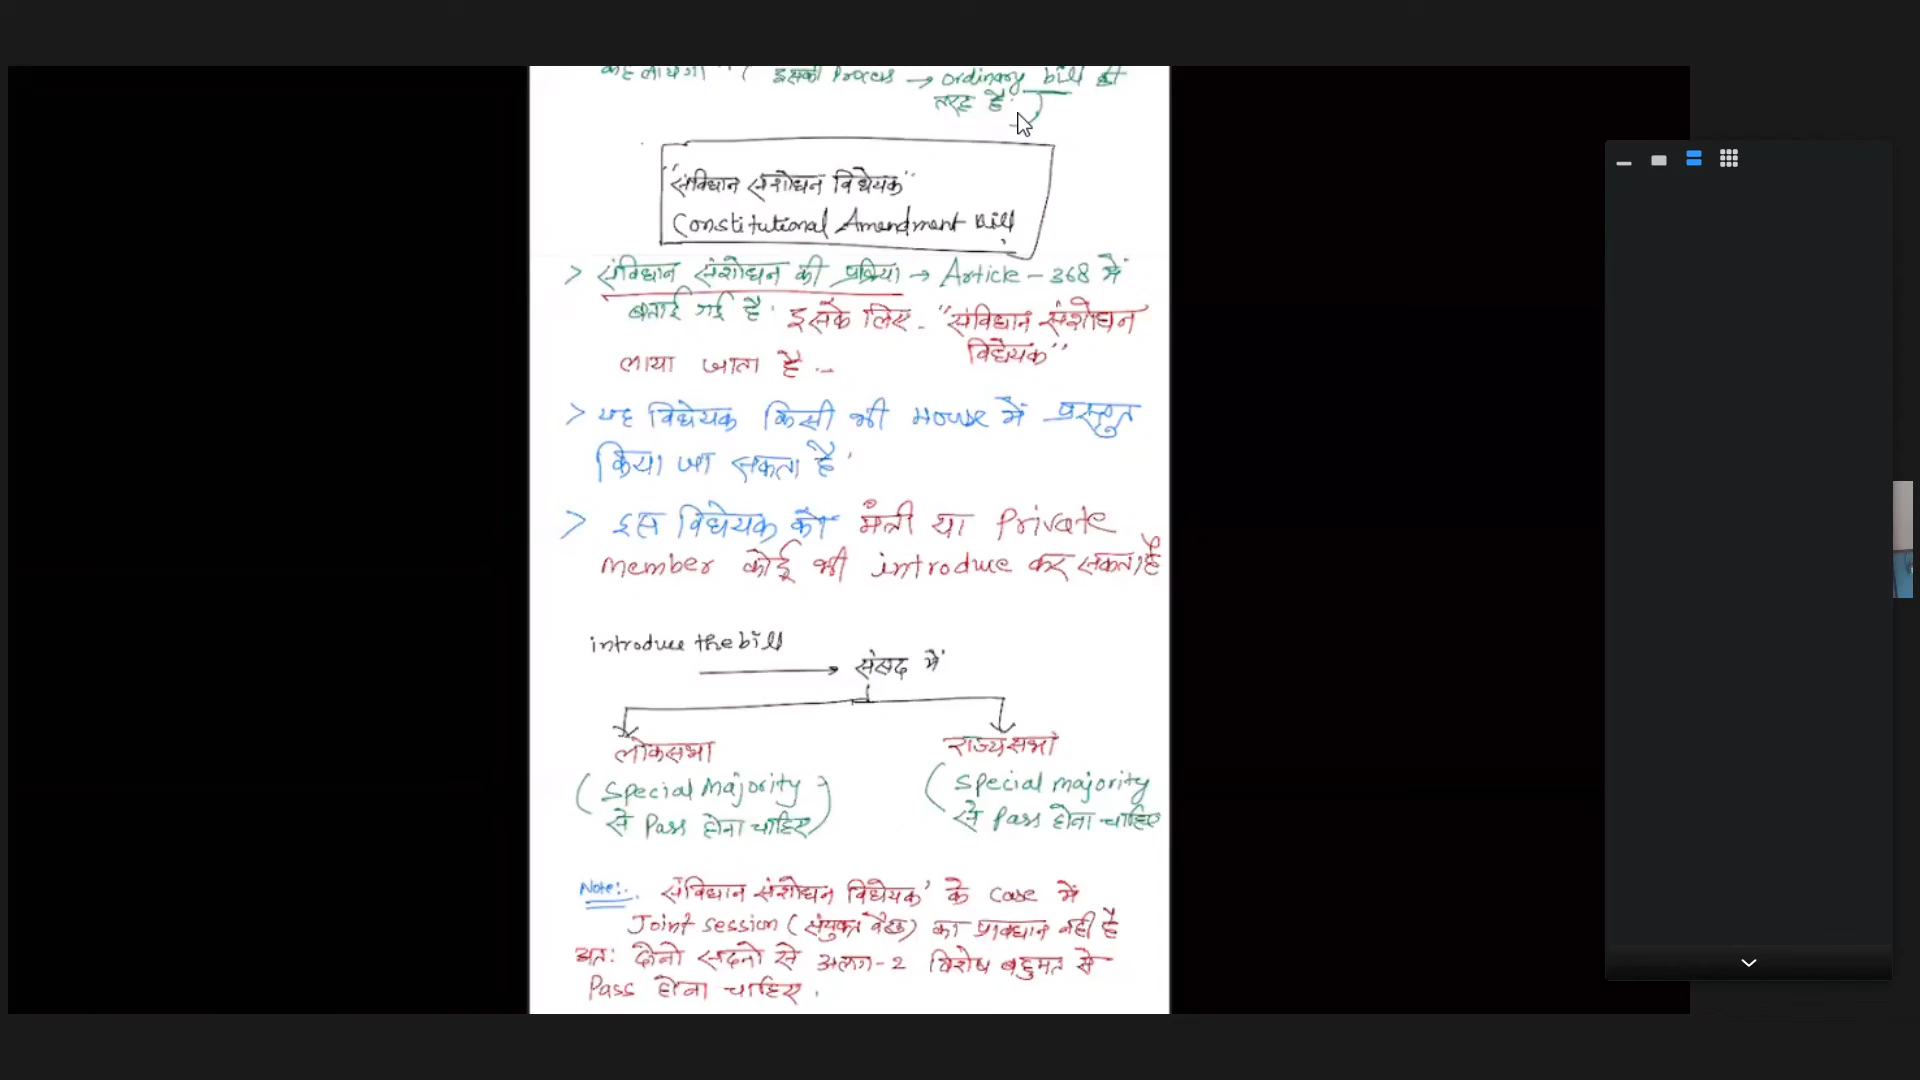 इसकी Process → ordinary bill की
तरह है.
"संविधान संशोधन विधेयक"
Constitutional Amendment Bill
> संविधान संशोधन की प्रक्रिया → Article - 368 में
बताई गई है. इसके लिए - "संविधान संशोधन
विधेयक"
लाया जाता है :-
> यह विधेयक किसी भी House में प्रस्तुत
किया जा सकता है.
> इस विधेयक को मंत्री या Private
member कोई भी introduce कर सकता है
introduce the bill
→ संसद में
लोकसभा राज्यसभा
(Special Majority (Special majority
से Pass होना चाहिए) से Pass होना चाहिए
Note:- संविधान संशोधन विधेयक' के Case में
Joint session (संयुक्त बैठक) का प्रावधान नहीं है
अतः दोनो सदनो से अलग-2 विशेष बहुमत से
Pass होना चाहिए.